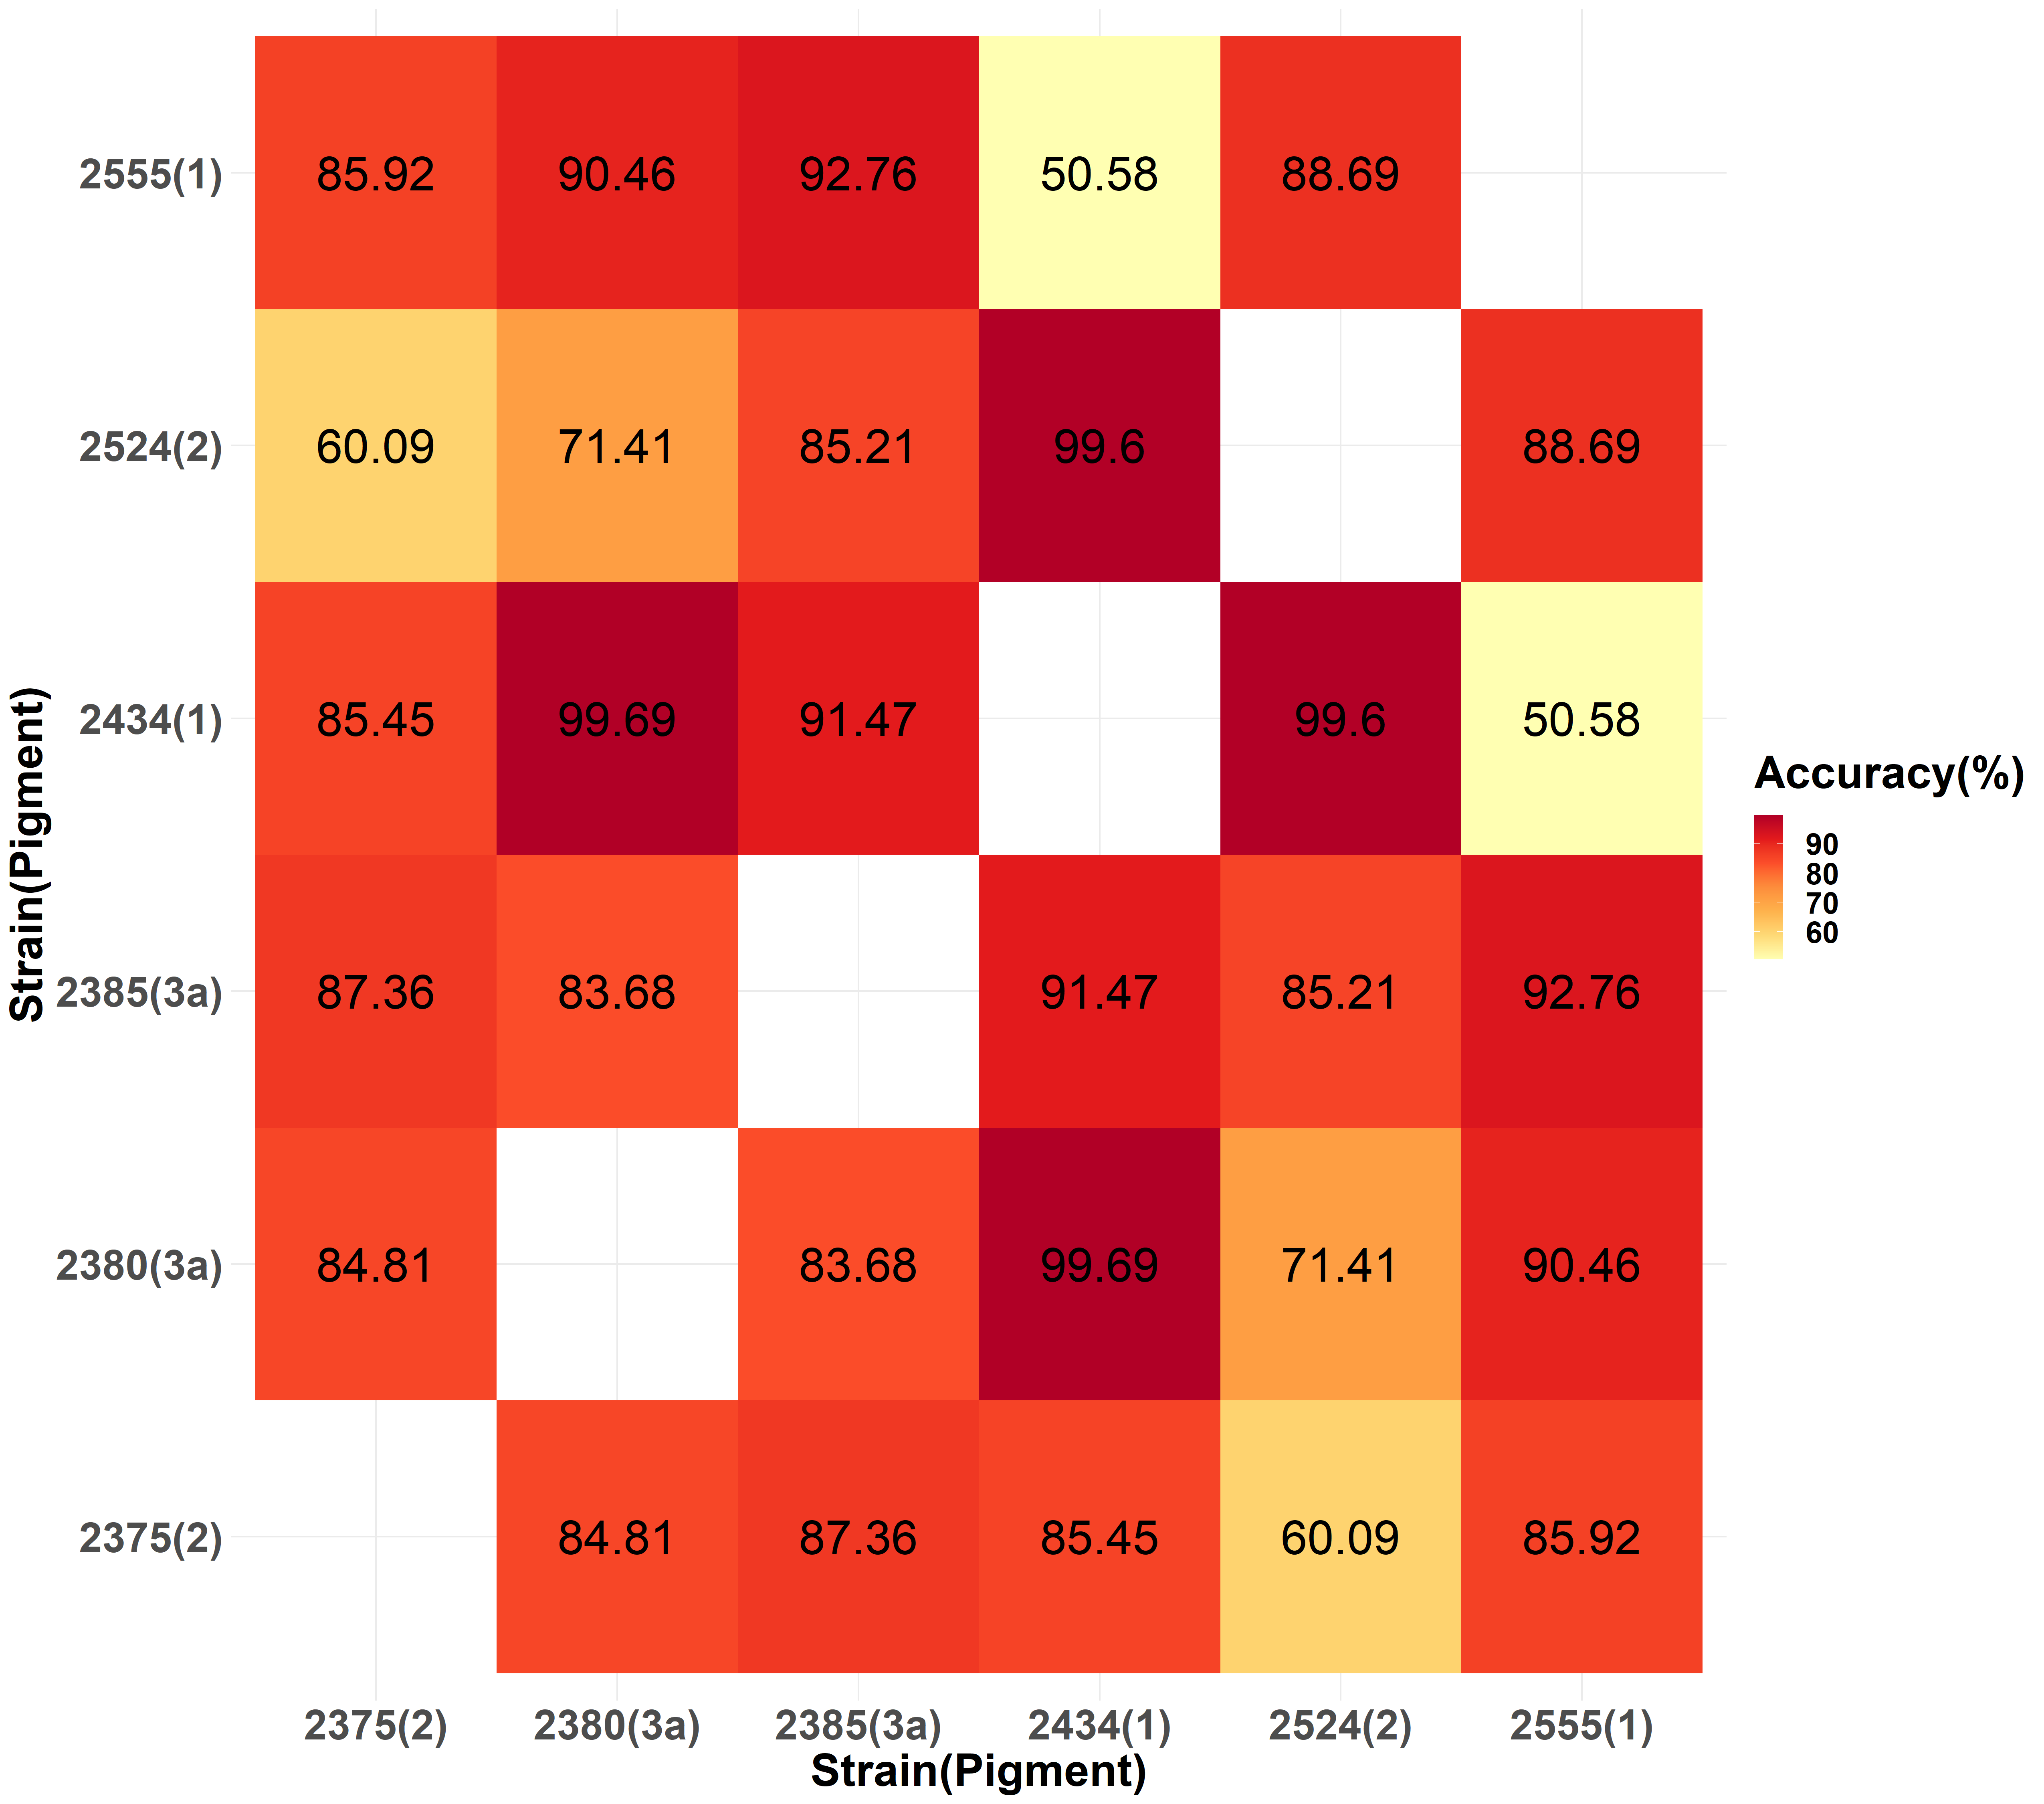 2555(1) 85.92 90.46 92.76 50.58 88.69
2524(2) 60.09 71.41 85.21 99.6 88.69
2434(1) 85.45 99.69 91.47 99.6 50.58
2385(3a) 87.36 83.68 91.47 85.21 92.76
2380(3a) 84.81 83.68 99.69 71.41 90.46
2375(2) 84.81 87.36 85.45 60.09 85.92
2375(2) 2380(3a) 2385(3a) 2434(1) 2524(2) 2555(1)
Strain(Pigment)
Strain(Pigment)
Accuracy(%)
90
80
70
60